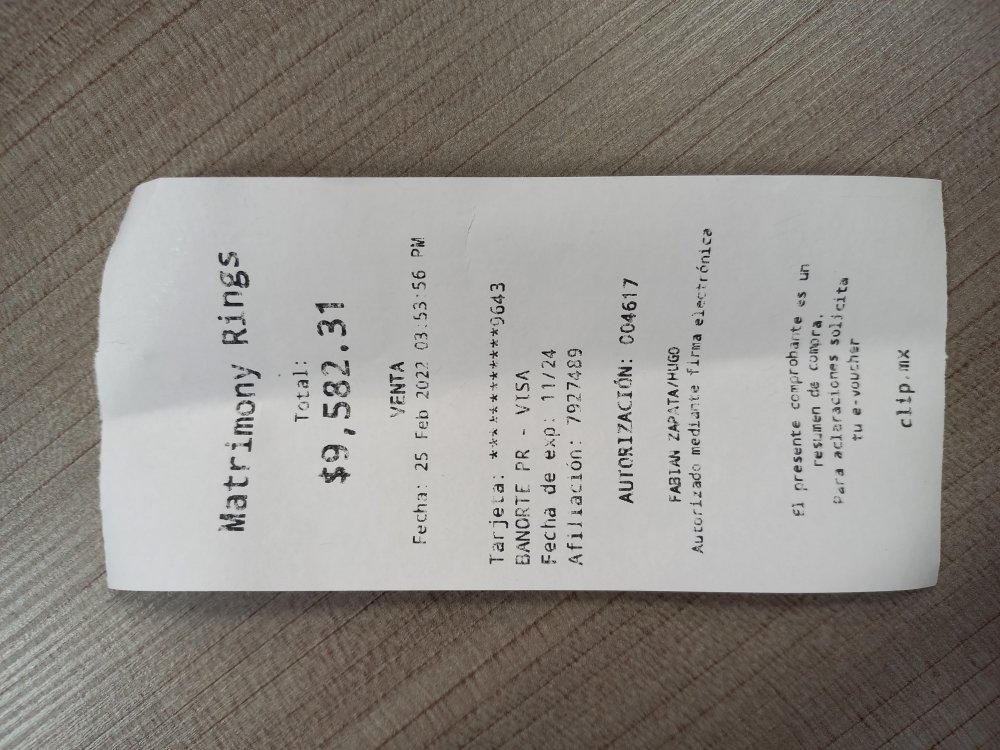 Matrimony Rings
Total:
$9,582.31
VENTA
Fecha: 25 Feb 2022 03:53:56 PM
Tarjeta: ************9643
BANORTE PR - VISA
Fecha de exp: 11/24
Afiliación: 7927489
AUTORIZACIÓN: 004617
FABIAN ZAPATA/HUGO
Autorizado mediante firma electrónica
El presente comprobante es un
resumen de compra.
Para aclaraciones solicita
tu e-voucher
clip.mx